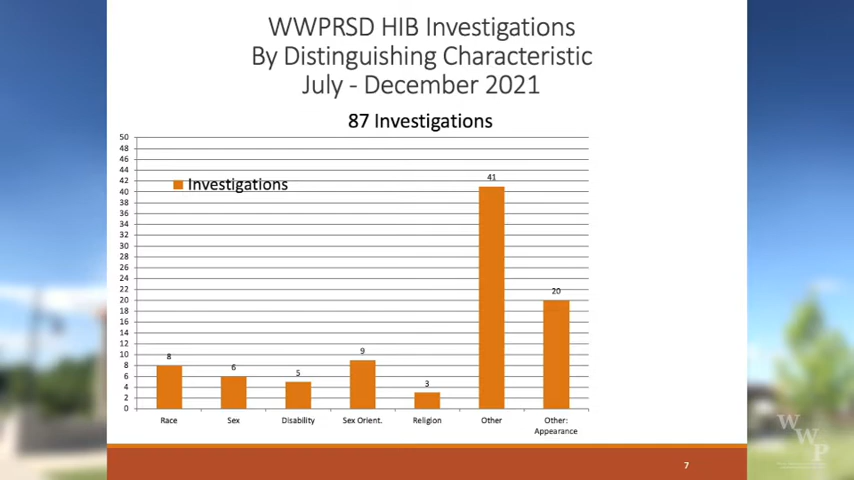 WWPRSD HIB Investigations
By Distinguishing Characteristic
July - December 2021
87 Investigations
50
48
46
44
42
40
38
36
34
32
30
28
26
24
22
20
18
16
14
12
10
8
6
4
2
0
Investigations
8
6
5
9
3
41
20
Race
Sex
Disability
Sex Orient.
Religion
Other
Other:
Appearance
7
W
W
P